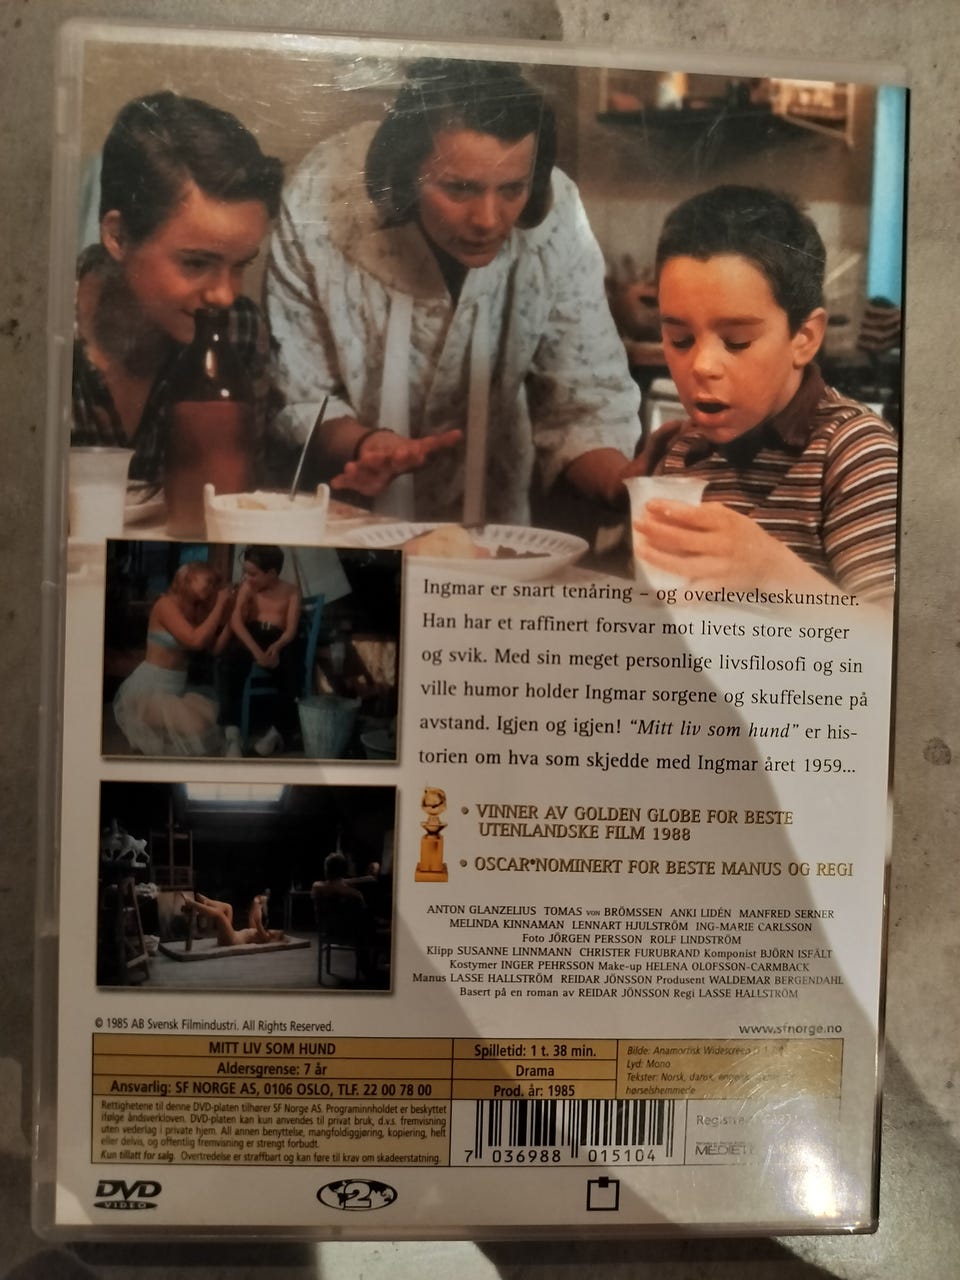 Ingmar er snart tenåring – og overlevelseskunstner.
Han har et raffinert forsvar mot livets store sorger
og svik. Med sin meget personlige livsfilosofi og sin
ville humor holder Ingmar sorgene og skuffelsene på
avstand. Igjen og igjen! “Mitt liv som hund” er his-
torien om hva som skjedde med Ingmar året 1959...
• VINNER AV GOLDEN GLOBE FOR BESTE
UTENLANDSKE FILM 1988
• OSCAR®NOMINERT FOR BESTE MANUS OG REGI
ANTON GLANZELIUS TOMAS VON BRÖMSSEN ANKI LIDÉN MANFRED SERNER
MELINDA KINNAMAN LENNART HJULSTRÖM ING-MARIE CARLSSON
Foto JÖRGEN PERSSON ROLF LINDSTRÖM
Klipp SUSANNE LINNMANN CHRISTER FURUBRAND Komponist BJÖRN ISFÄLT
Kostymer INGER PEHRSSON Make-up HELENA OLOFSSON-CARMBACK
Manus LASSE HALLSTRÖM REIDAR JÖNSSON Produsent WALDEMAR BERGENDAHL
Basert på en roman av REIDAR JÖNSSON Regi LASSE HALLSTRÖM
© 1985 AB Svensk Filmindustri. All Rights Reserved.
www.sfnorge.no
MITT LIV SOM HUND
Aldersgrense: 7 år
Ansvarlig: SF NORGE AS, 0106 OSLO, TLF. 22 00 78 00
Spilletid: 1 t. 38 min.
Drama
Prod. år: 1985
Bilde: Anamorfisk Widescreen
Lyd: Mono
Tekster: Norsk, dansk,
hørselshemmede
Rettighetene til denne DVD-platen tilhører SF Norge AS. Programinnholdet er beskyttet
ifølge åndsverkloven. DVD-platen kan kun anvendes til privat bruk, d.v.s. fremvisning
uten vederlag i private hjem. All annen benyttelse, mangfoldiggjøring, kopiering, helt
eller delvis, og offentlig fremvisning er strengt forbudt.
Kun tillatt for salg. Overtredelse er straffbart og kan føre til krav om skadeerstatning.
7 036988 015104
DVD
VIDEO
2